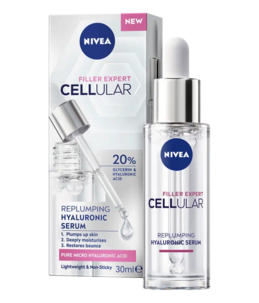 NEW
NIVEA
FILLER EXPERT
CELLULAR
20%
GLYCERIN &
HYALURONIC
ACID
REPLUMPING
HYALURONIC
SERUM
1. Plumps up skin
2. Deeply moisturises
3. Restores bounce
PURE MICRO HYALURONIC ACID
Lightweight & Non-Sticky
30ml e
NIVEA
FILLER EXPERT
CELLULAR
REPLUMPING
HYALURONIC SERUM